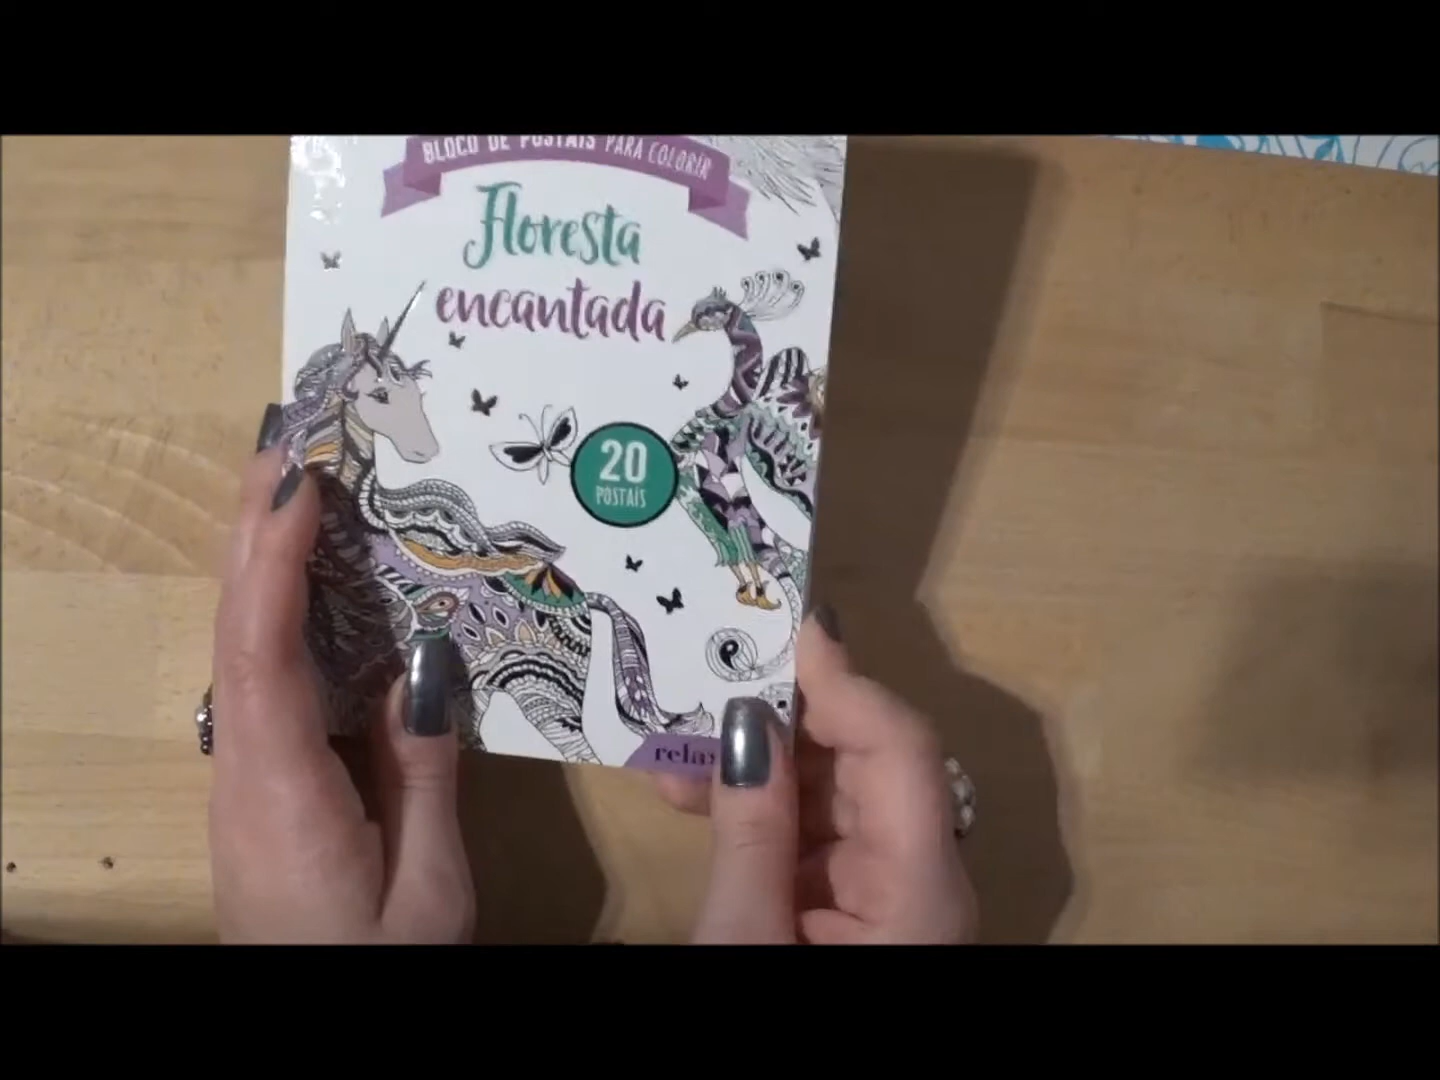 BLOCO DE POSTAIS PARA COLORIR
Floresta
encantada
20
POSTAIS